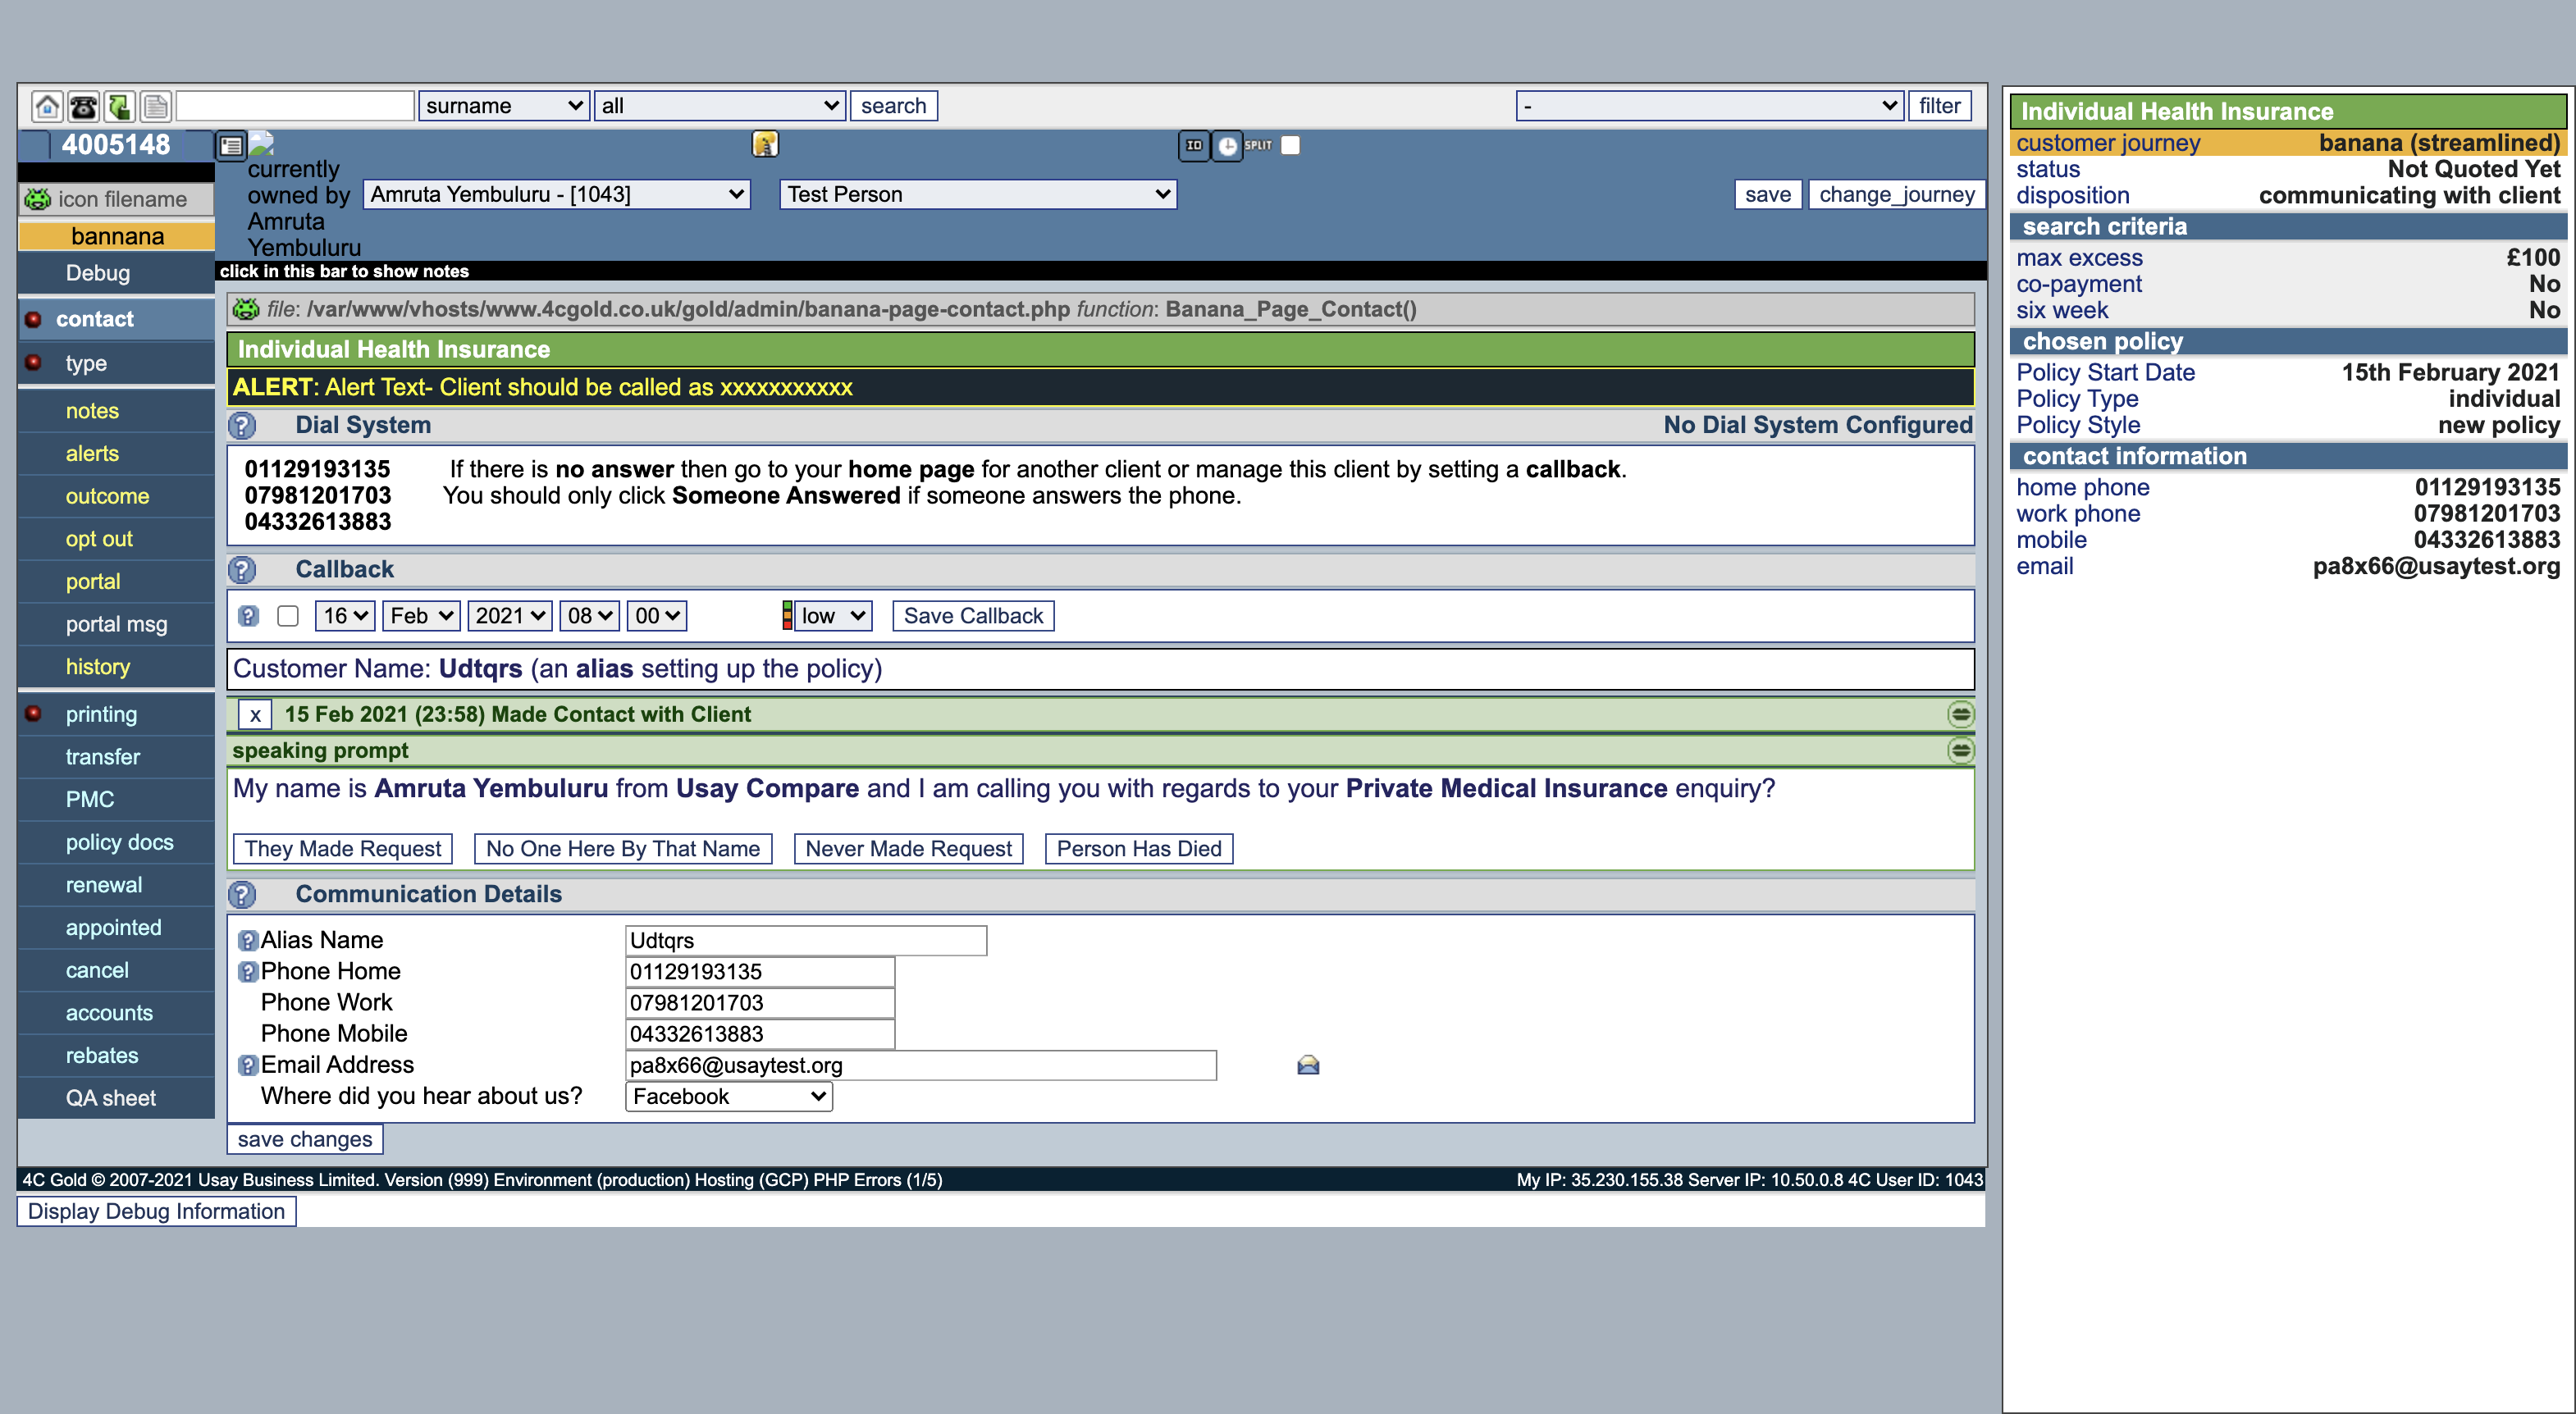 surname all search - filter
4005148 ID SPLIT
currently owned by Amruta Yembuluru
Amruta Yembuluru - [1043] Test Person save change_journey
icon filename
bannana
Debug
click in this bar to show notes
contact
type
notes
alerts
outcome
opt out
portal
portal msg
history
printing
transfer
PMC
policy docs
renewal
appointed
cancel
accounts
rebates
QA sheet
file: /var/www/vhosts/www.4cgold.co.uk/gold/admin/banana-page-contact.php function: Banana_Page_Contact()
Individual Health Insurance
ALERT: Alert Text- Client should be called as xxxxxxxxxxx
? Dial System No Dial System Configured
01129193135 If there is no answer then go to your home page for another client or manage this client by setting a callback.
07981201703 You should only click Someone Answered if someone answers the phone.
04332613883
? Callback
? 16 Feb 2021 08 00 low Save Callback
Customer Name: Udtqrs (an alias setting up the policy)
x 15 Feb 2021 (23:58) Made Contact with Client
speaking prompt
My name is Amruta Yembuluru from Usay Compare and I am calling you with regards to your Private Medical Insurance enquiry?
They Made Request No One Here By That Name Never Made Request Person Has Died
? Communication Details
? Alias Name Udtqrs
? Phone Home 01129193135
Phone Work 07981201703
Phone Mobile 04332613883
? Email Address pa8x66@usaytest.org
Where did you hear about us? Facebook
save changes
4C Gold © 2007-2021 Usay Business Limited. Version (999) Environment (production) Hosting (GCP) PHP Errors (1/5) My IP: 35.230.155.38 Server IP: 10.50.0.8 4C User ID: 1043
Display Debug Information
Individual Health Insurance
customer journey banana (streamlined)
status Not Quoted Yet
disposition communicating with client
search criteria
max excess £100
co-payment No
six week No
chosen policy
Policy Start Date 15th February 2021
Policy Type individual
Policy Style new policy
contact information
home phone 01129193135
work phone 07981201703
mobile 04332613883
email pa8x66@usaytest.org